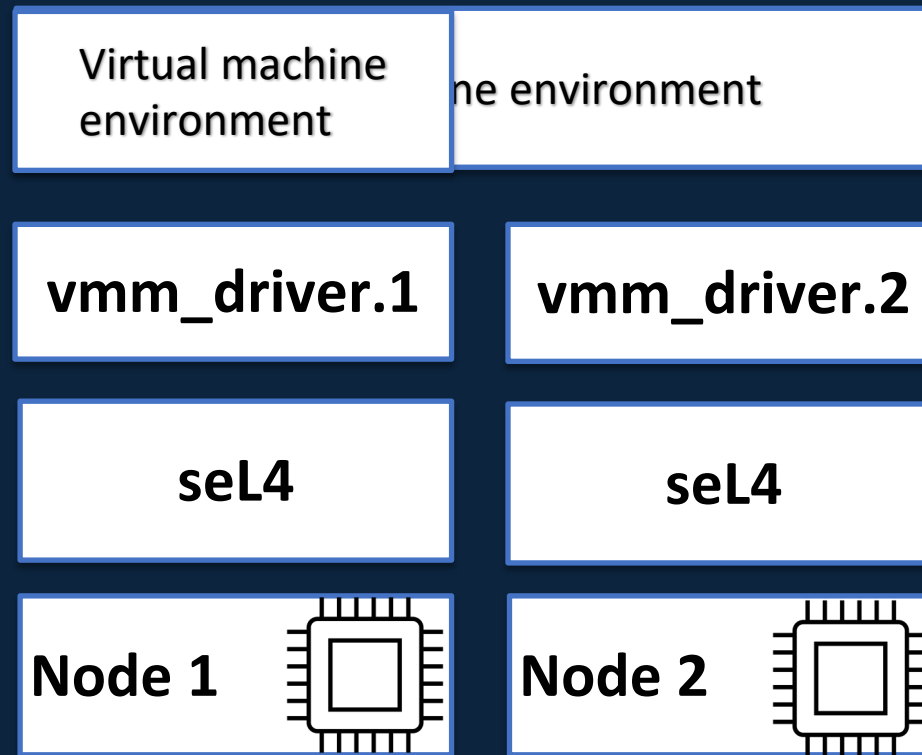 Virtual machine
environment
ne environment
vmm_driver.1
vmm_driver.2
seL4
seL4
Node 1
Node 2